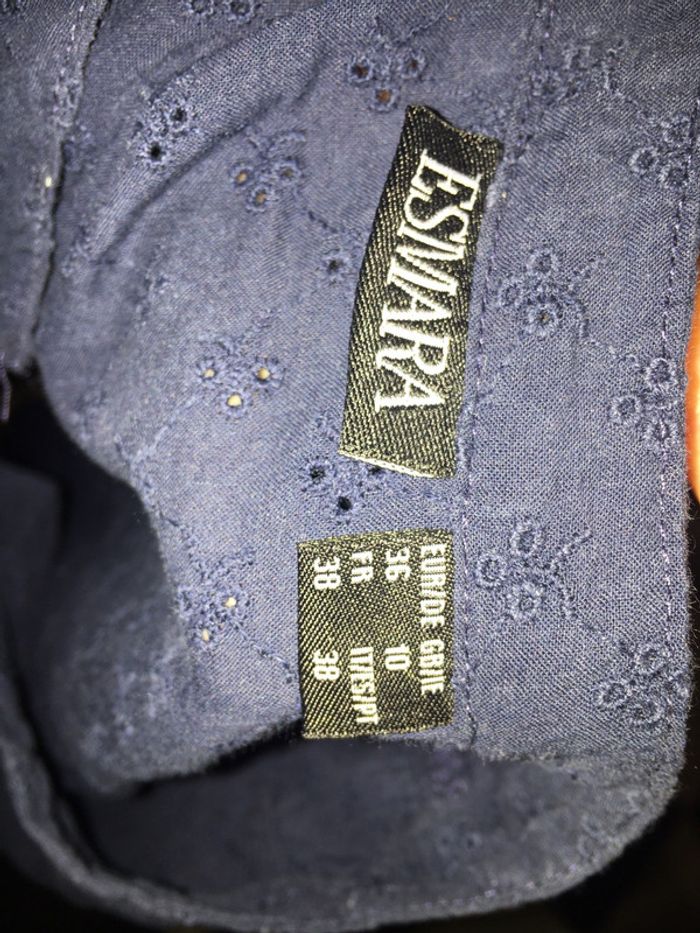 ESMARA
EUR/DE GB/IE
36 10
FR IT/ES/PT
38 38